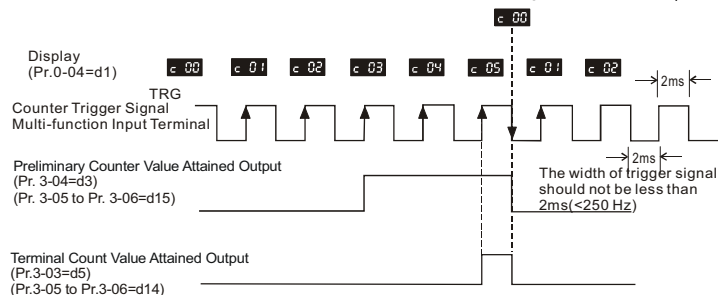 c 00
Display
(Pr.0-04=d1)
c 00 c 01 c 02 c 03 c 04 c 05 c 01 c 02
TRG
2ms
Counter Trigger Signal
Multi-function Input Terminal
2ms
Preliminary Counter Value Attained Output
(Pr. 3-04=d3)
(Pr. 3-05 to Pr. 3-06=d15)
The width of trigger signal
should not be less than
2ms(<250 Hz)
Terminal Count Value Attained Output
(Pr.3-03=d5)
(Pr.3-05 to Pr.3-06=d14)